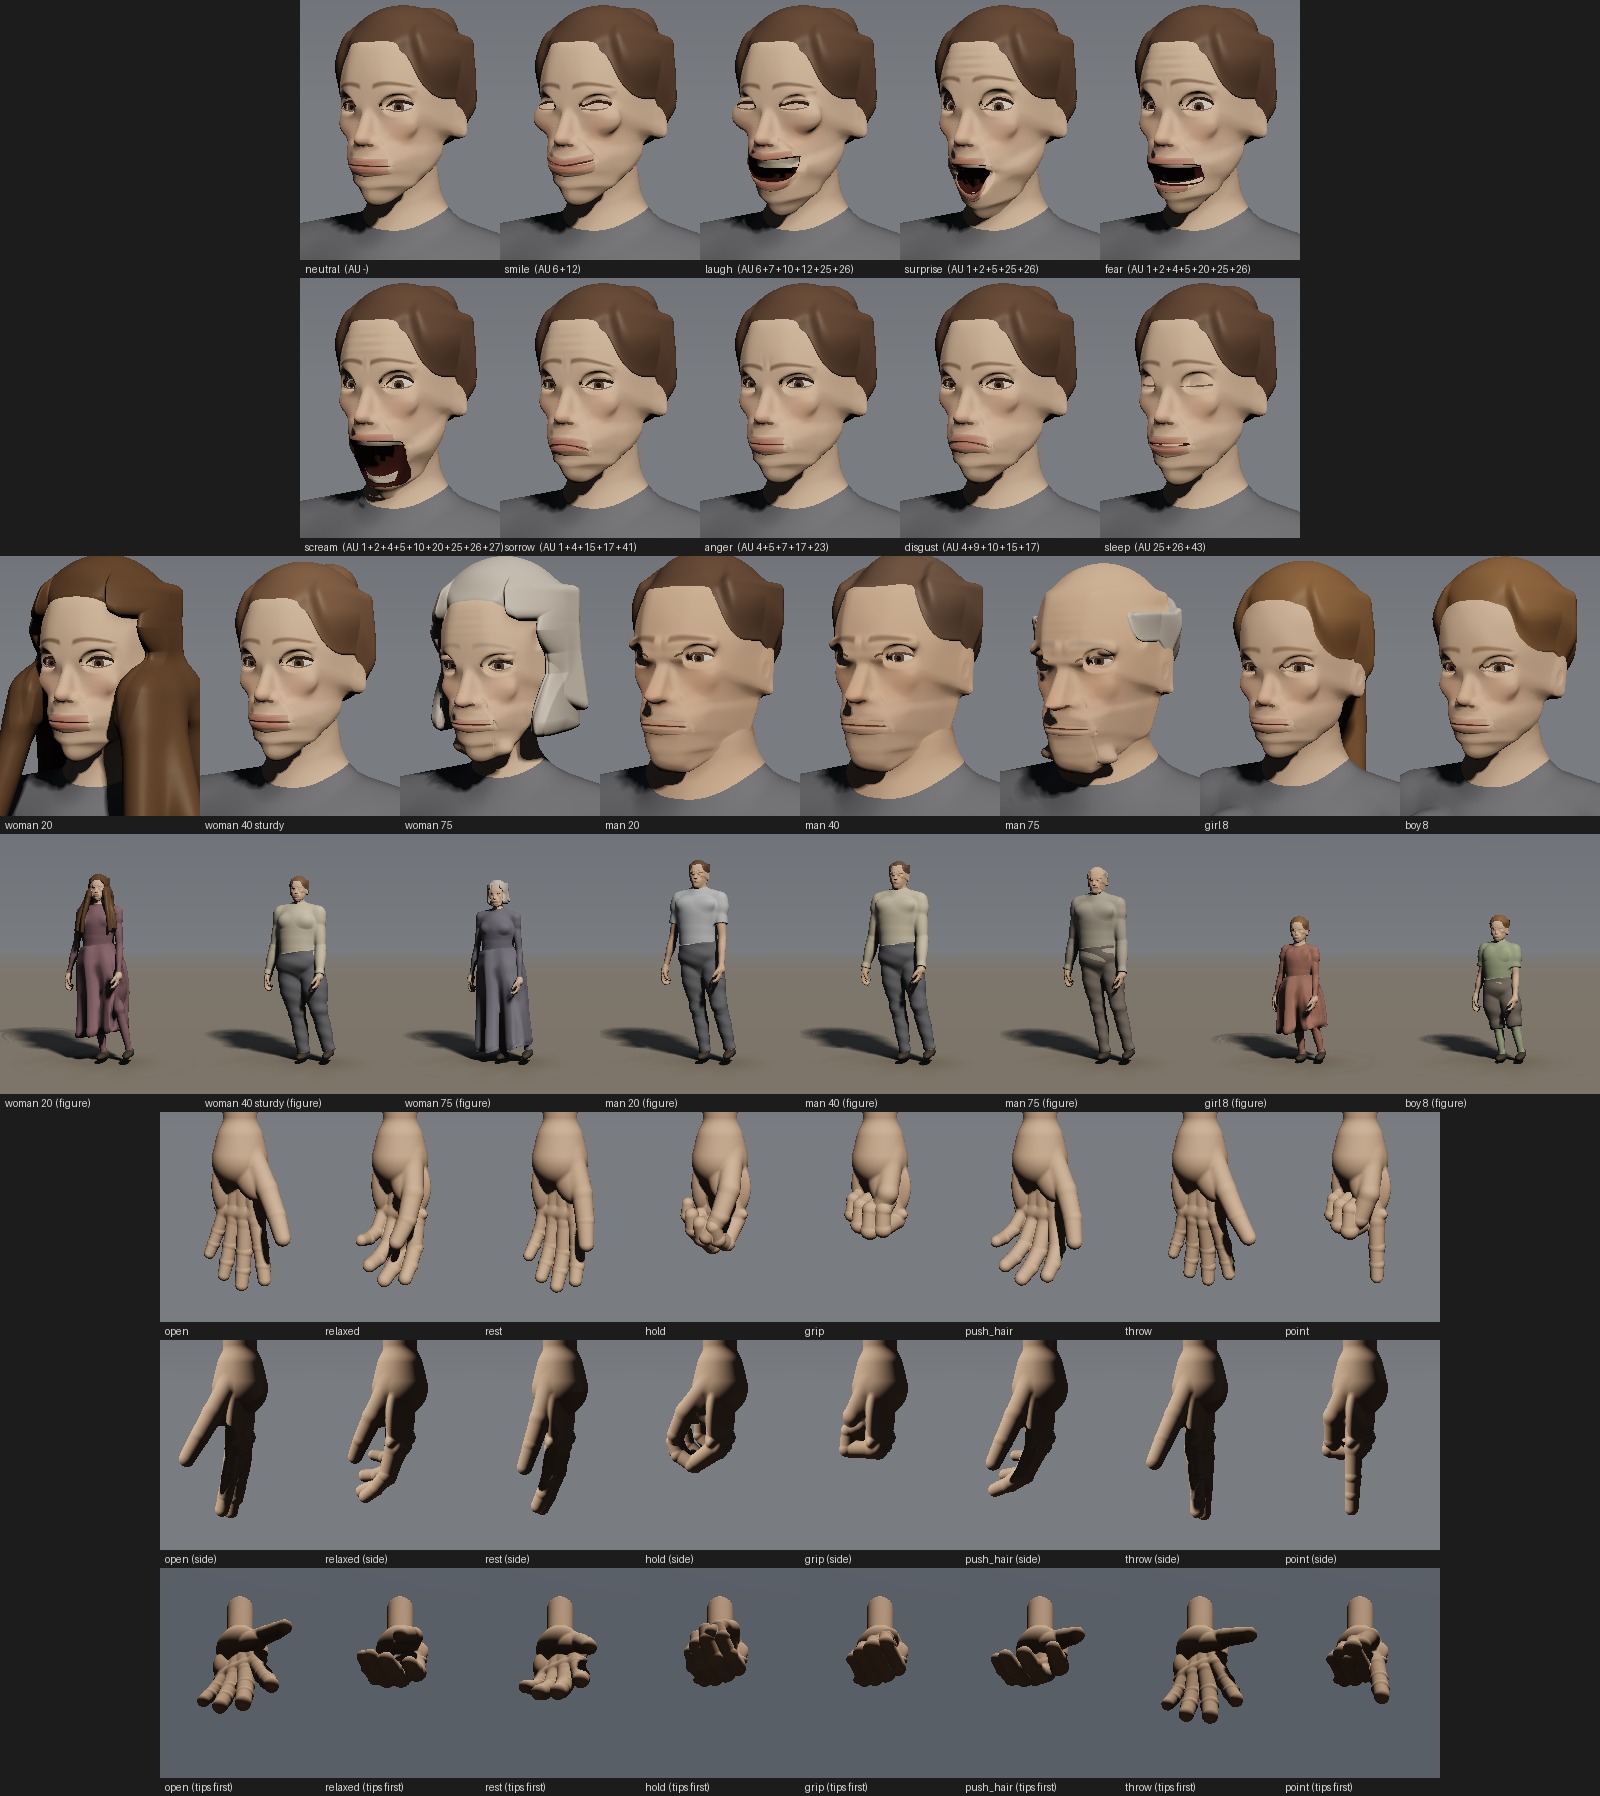 neutral (AU -)
smile (AU 6+12)
laugh (AU 6+7+10+12+25+26)
surprise (AU 1+2+5+25+26)
fear (AU 1+2+4+5+20+25+26)
scream (AU 1+2+4+5+10+20+25+26+27)
sorrow (AU 1+4+15+17+41)
anger (AU 4+5+7+17+23)
disgust (AU 4+9+10+15+17)
sleep (AU 25+26+43)
woman 20
woman 40 sturdy
woman 75
man 20
man 40
man 75
girl 8
boy 8
woman 20 (figure)
woman 40 sturdy (figure)
woman 75 (figure)
man 20 (figure)
man 40 (figure)
man 75 (figure)
girl 8 (figure)
boy 8 (figure)
open
relaxed
rest
hold
grip
push_hair
throw
point
open (side)
relaxed (side)
rest (side)
hold (side)
grip (side)
push_hair (side)
throw (side)
point (side)
open (tips first)
relaxed (tips first)
rest (tips first)
hold (tips first)
grip (tips first)
push_hair (tips first)
throw (tips first)
point (tips first)